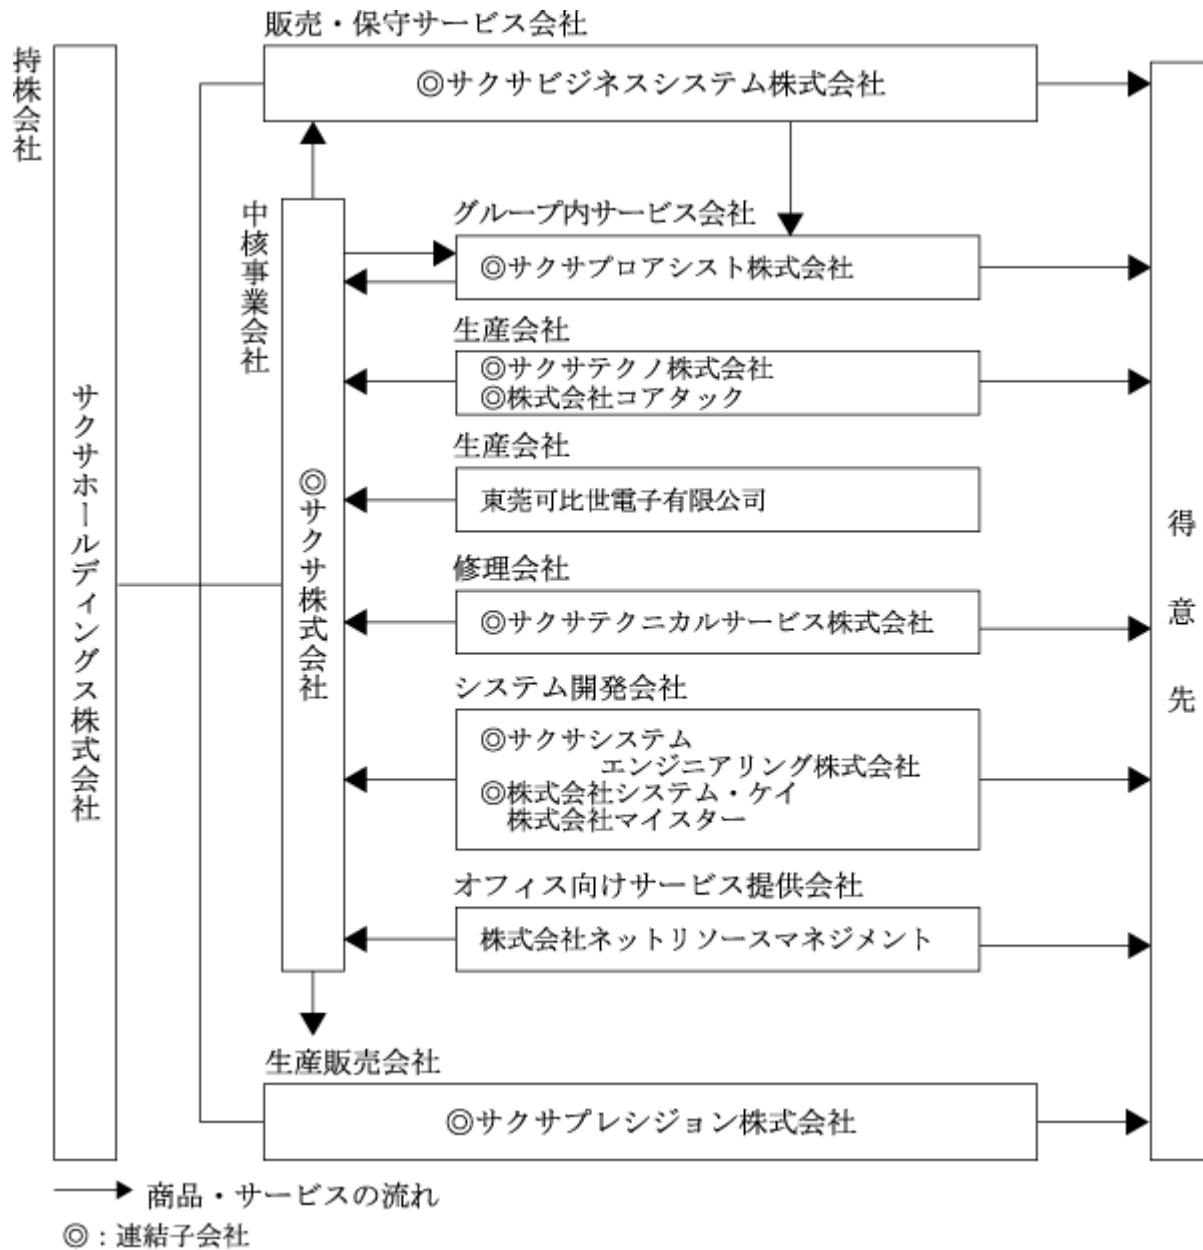 販売・保守サービス会社
持株会社
◎サクサビジネスシステム株式会社
中核事業会社
グループ内サービス会社
◎サクサプロアシスト株式会社
生産会社
◎サクサテクノ株式会社
◎株式会社コアタック
生産会社
東莞可比世電子有限公司
修理会社
◎サクサテクニカルサービス株式会社
システム開発会社
◎サクサシステム
エンジニアリング株式会社
◎株式会社システム・ケイ
株式会社マイスター
オフィス向けサービス提供会社
株式会社ネットリソースマネジメント
サクサホールディングス株式会社
◎サクサ株式会社
得意先
生産販売会社
◎サクサプレシジョン株式会社
商品・サービスの流れ
◎：連結子会社